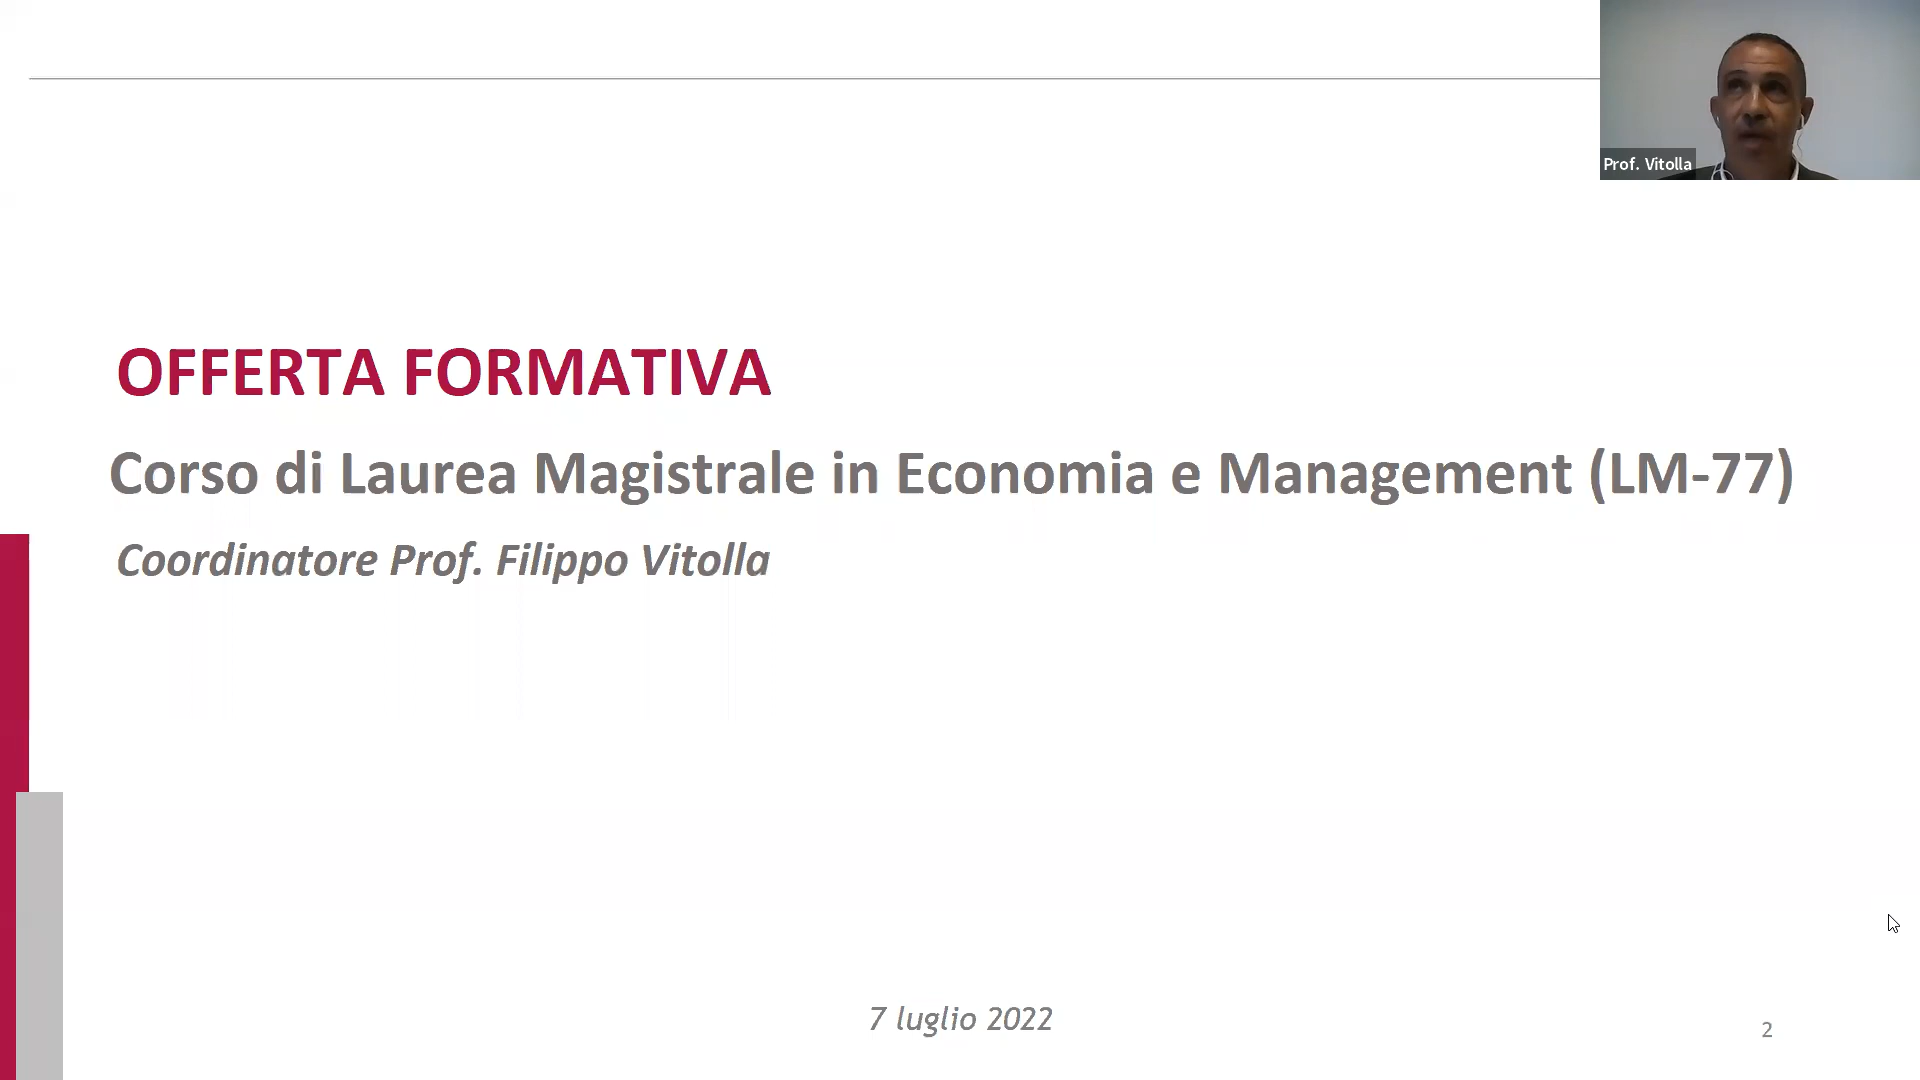 Prof. Vitolla
OFFERTA FORMATIVA
Corso di Laurea Magistrale in Economia e Management (LM-77)
Coordinatore Prof. Filippo Vitolla
7 luglio 2022
2